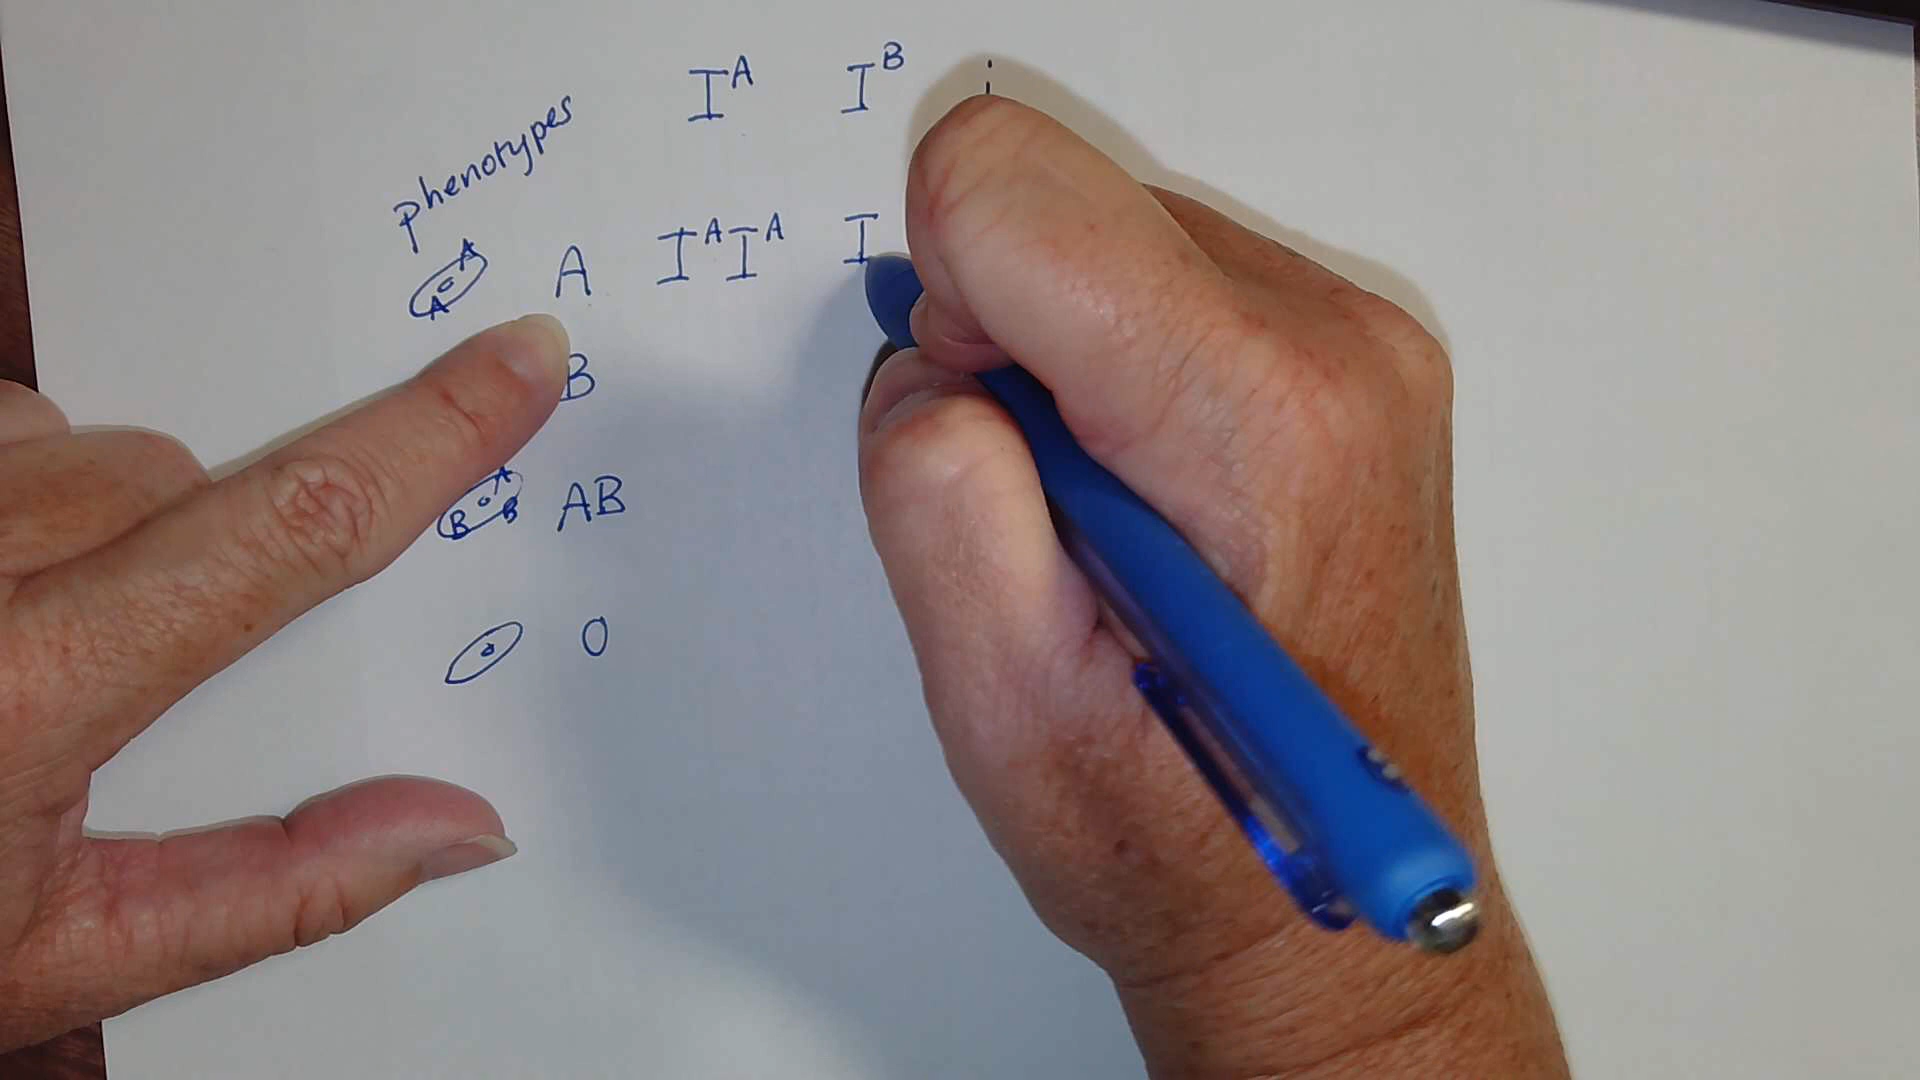 I^A I^B i
phenotypes
A A A I^A I^A I
B
A B B AB
O